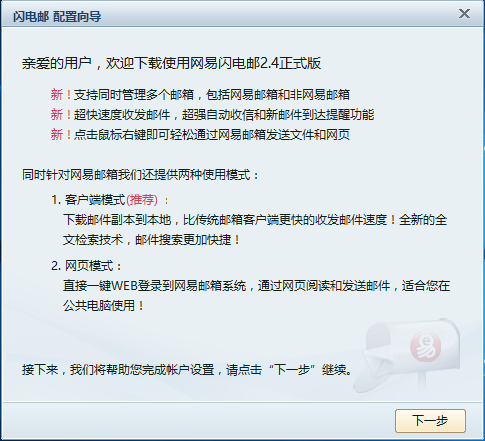 闪电邮 配置向导
亲爱的用户，欢迎下载使用网易闪电邮2.4正式版
新！支持同时管理多个邮箱，包括网易邮箱和非网易邮箱
新！超快速度收发邮件，超强自动收信和新邮件到达提醒功能
新！点击鼠标右键即可轻松通过网易邮箱发送文件和网页
同时针对网易邮箱我们还提供两种使用模式：
1. 客户端模式(推荐) ：
下载邮件副本到本地，比传统邮箱客户端更快的收发邮件速度！全新的全
文检索技术，邮件搜索更加快捷！
2. 网页模式：
直接一键WEB登录到网易邮箱系统，通过网页阅读和发送邮件，适合您在
公共电脑使用！
易
接下来，我们将帮助您完成帐户设置，请点击“下一步”继续。
下一步